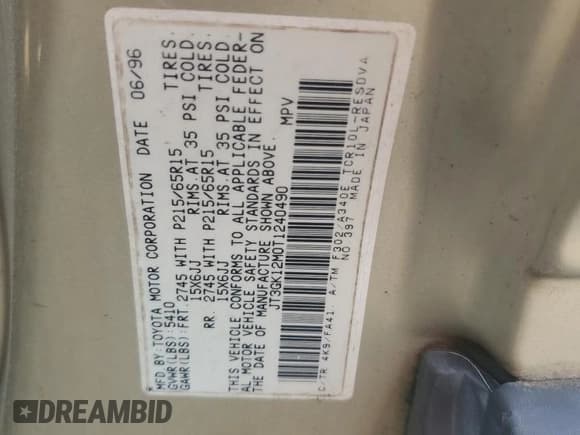 * MFD.BY:TOYOTA MOTOR CORPORATION DATE 06/96
GVWR(LBS):5410
GAWR(LBS):FRT.2745 WITH P215/65R15 TIRES.
15X6JJ RIMS.AT 35 PSI COLD.
RR. 2745 WITH P215/65R15 TIRES.
15X6JJ RIMS.AT 35 PSI COLD.
THIS VEHICLE CONFORMS TO ALL APPLICABLE FEDER-
AL MOTOR VEHICLE SAFETY STANDARDS IN EFFECT ON
THE DATE OF MANUFACTURE SHOWN ABOVE.
JT3GK12M0T1240490 MPV
C/TR 4K9/FA41. A/TM F302/A340E TCR10L-RESDVA
NO 397 MADE IN JAPAN
DREAMBID